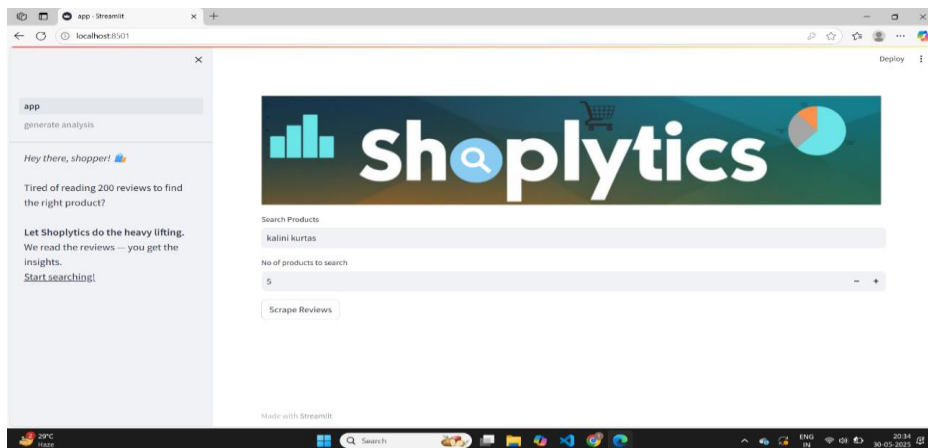 app · Streamlit
localhost:8501
Deploy
app
generate analysis
Hey there, shopper!
Tired of reading 200 reviews to find
the right product?
Let Shoplytics do the heavy lifting.
We read the reviews — you get the
insights.
Start searching!
Shoplytics
Search Products
kalini kurtas
No of products to search
5
Scrape Reviews
Made with Streamlit
29°C
Haze
Search
ENG
IN
20:34
30-05-2025